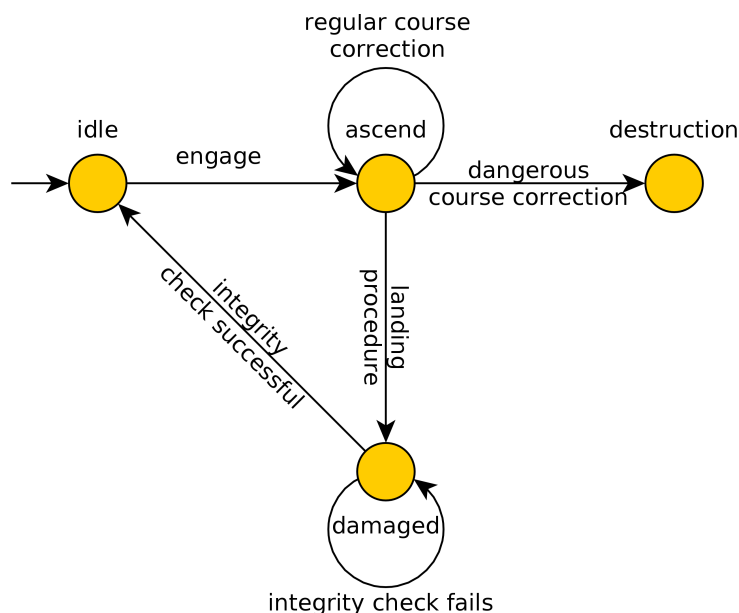 regular course
correction
idle
ascend
destruction
engage
dangerous
course correction
integrity
check successful
landing
procedure
damaged
integrity check fails